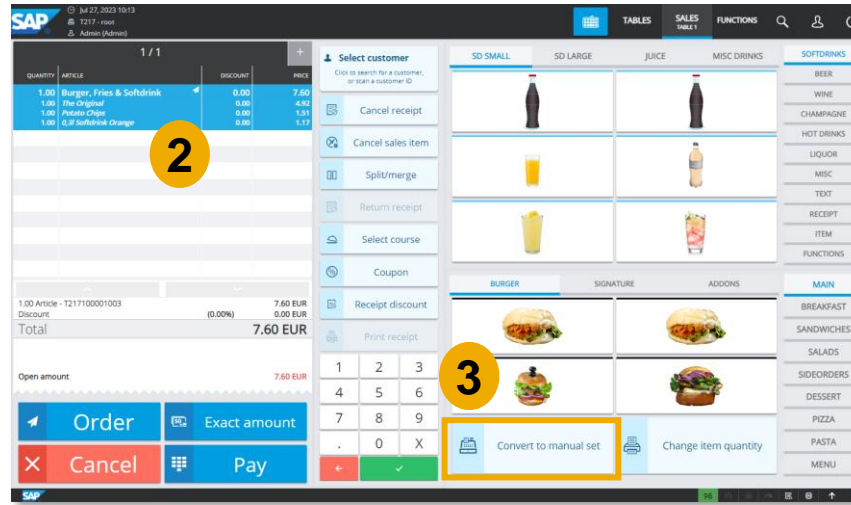 SAP
Jul 27, 2023 10:13
T217 - root
Admin (Admin)
TABLES
SALES
TABLE 1
FUNCTIONS
1 / 1
+
QUANTITY ARTICLE DISCOUNT PRICE
1.00 Burger, Fries & Softdrink 0.00 7.60
1.00 The Original 0.00 4.92
1.00 Potato Chips 0.00 1.51
1.00 0,3l Softdrink Orange 0.00 1.17
2
1.00 Article - T217100001003 7.60 EUR
Discount (0.00%) 0.00 EUR
Total 7.60 EUR
Open amount 7.60 EUR
Order
Exact amount
Cancel
Pay
Select customer
Click to search for a customer,
or scan a customer ID
Cancel receipt
Cancel sales item
Split/merge
Return receipt
Select course
Coupon
Receipt discount
Print receipt
1 2 3
4 5 6
7 8 9
. 0 X
3
SD SMALL SD LARGE JUICE MISC DRINKS
BURGER SIGNATURE ADDONS
Convert to manual set
Change item quantity
SOFTDRINKS
BEER
WINE
CHAMPAGNE
HOT DRINKS
LIQUOR
MISC
TEXT
RECEIPT
ITEM
FUNCTIONS
MAIN
BREAKFAST
SANDWICHES
SALADS
SIDEORDERS
DESSERT
PIZZA
PASTA
MENU
SAP
98